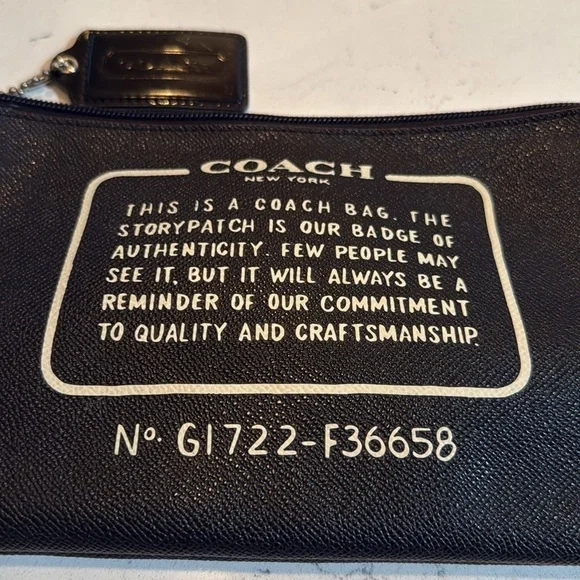 COACH
COACH
NEW YORK
THIS IS A COACH BAG. THE
STORYPATCH IS OUR BADGE OF
AUTHENTICITY. FEW PEOPLE MAY
SEE IT, BUT IT WILL ALWAYS BE A
REMINDER OF OUR COMMITMENT
TO QUALITY AND CRAFTSMANSHIP.
No. G1722-F36658